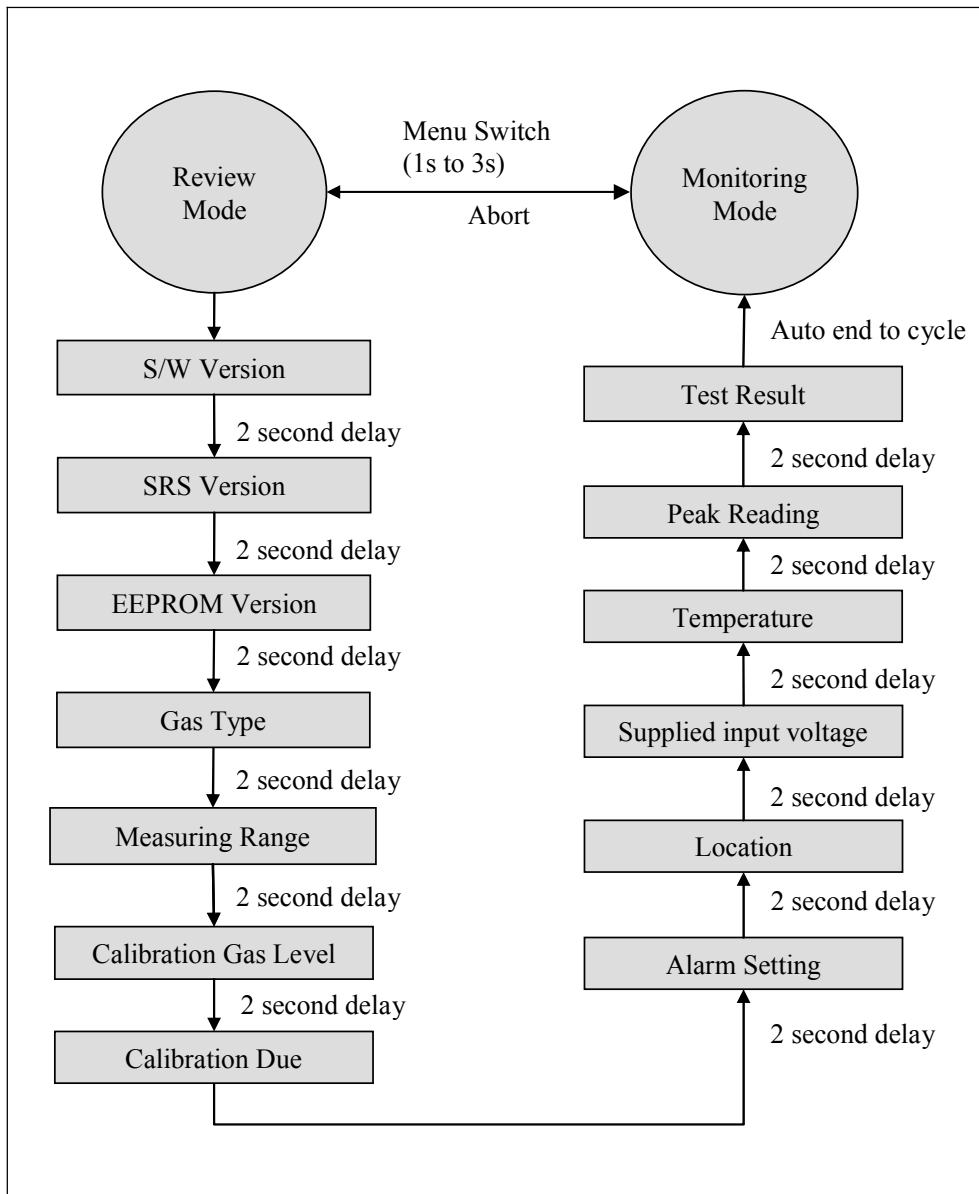 Review
Mode
Menu Switch
(1s to 3s)
Abort
Monitoring
Mode
S/W Version
2 second delay
SRS Version
2 second delay
EEPROM Version
2 second delay
Gas Type
2 second delay
Measuring Range
2 second delay
Calibration Gas Level
2 second delay
Calibration Due
2 second delay
Alarm Setting
2 second delay
Location
2 second delay
Supplied input voltage
2 second delay
Temperature
2 second delay
Peak Reading
2 second delay
Test Result
Auto end to cycle